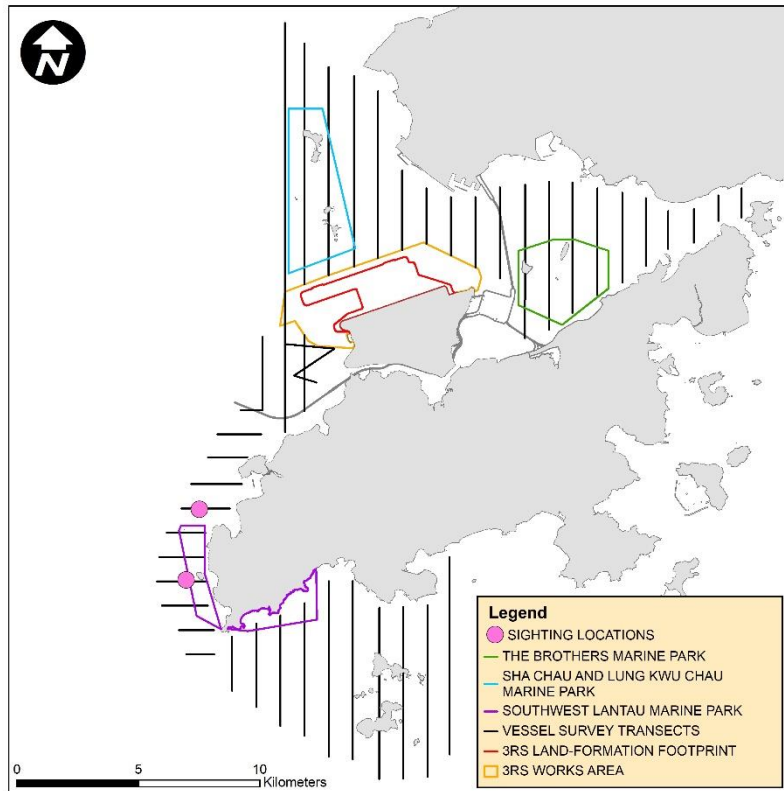 N
Legend
SIGHTING LOCATIONS
THE BROTHERS MARINE PARK
SHA CHAU AND LUNG KWU CHAU
MARINE PARK
SOUTHWEST LANTAU MARINE PARK
VESSEL SURVEY TRANSECTS
3RS LAND-FORMATION FOOTPRINT
3RS WORKS AREA
0 5 10
Kilometers